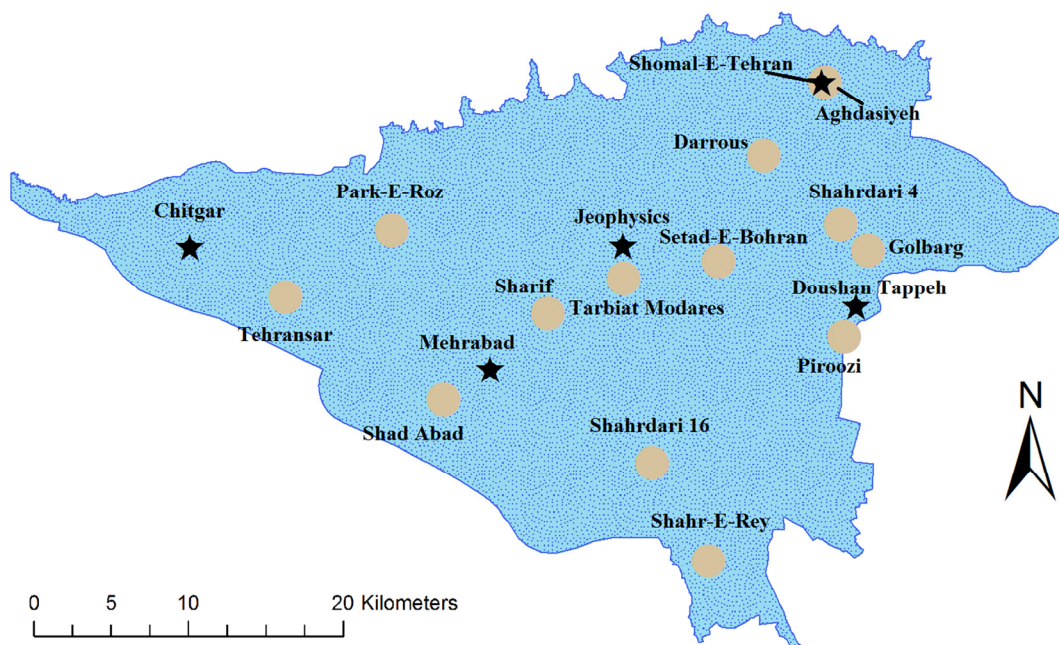 Shomal-E-Tehran
Aghdasiyeh
Darrous
Park-E-Roz
Shahrdari 4
Chitgar
Jeophysics
Setad-E-Bohran
Golbarg
Sharif
Doushan Tappeh
Tarbiat Modares
Tehransar
Mehrabad
Piroozi
N
Shahrdari 16
Shad Abad
Shahr-E-Rey
0 5 10 20 Kilometers